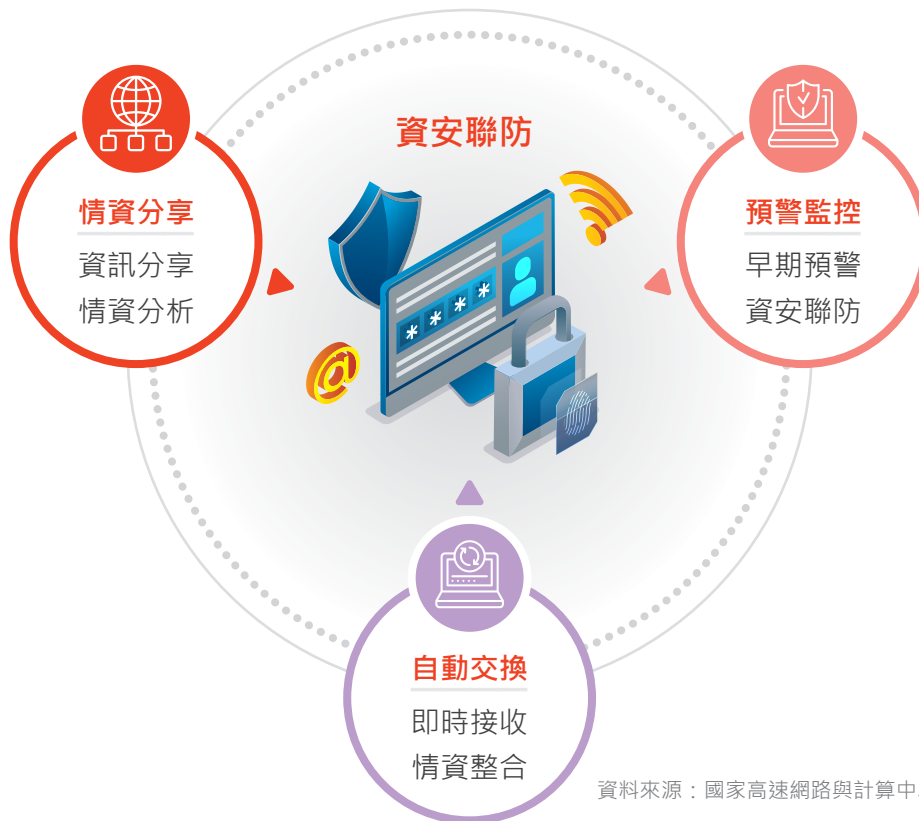 資安聯防
情資分享
資訊分享
情資分析
預警監控
早期預警
資安聯防
@
****
自動交換
即時接收
情資整合
資料來源：國家高速網路與計算中